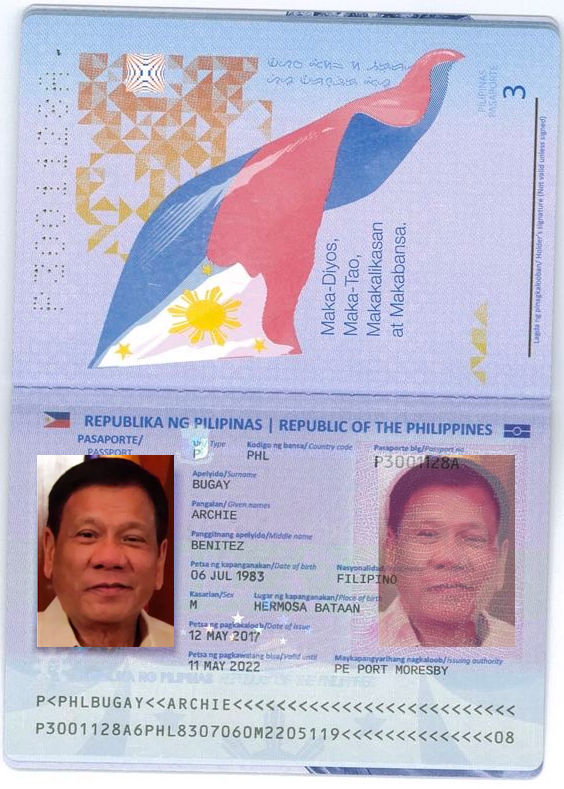 P3001128A
PILIPINAS
PASAPORTE
3
Maka-Diyos,
Maka-Tao,
Makakalikasan
at Makabansa.
Lagda ng pinagkalooban/ Holder's signature (Not valid unless signed)
REPUBLIKA NG PILIPINAS | REPUBLIC OF THE PHILIPPINES
PASAPORTE/
PASSPORT
Uri/ Type
P
Kodigo ng bansa/ Country code
PHL
Pasaporte blg/Passport no.
P3001128A
Apelyido/Surname
BUGAY
Pangalan/ Given names
ARCHIE
Panggitnang apelyido/Middle name
BENITEZ
Petsa ng kapanganakan/Date of birth
06 JUL 1983
Nasyonalidad/
FILIPINO
Kasarian/Sex
M
Lugar ng kapanganakan/Place of birth
HERMOSA BATAAN
Petsa ng pagkakaloob/Date of issue
12 MAY 2017
Petsa ng pagkawalang bisa/Valid until
11 MAY 2022
Maykapangyarihang nagkaloob/Issuing authority
PE PORT MORESBY
P<PHLBUGAY<<ARCHIE<<<<<<<<<<<<<<<<<<<<<<<<<<
P3001128A6PHL8307060M2205119<<<<<<<<<<<<<<08